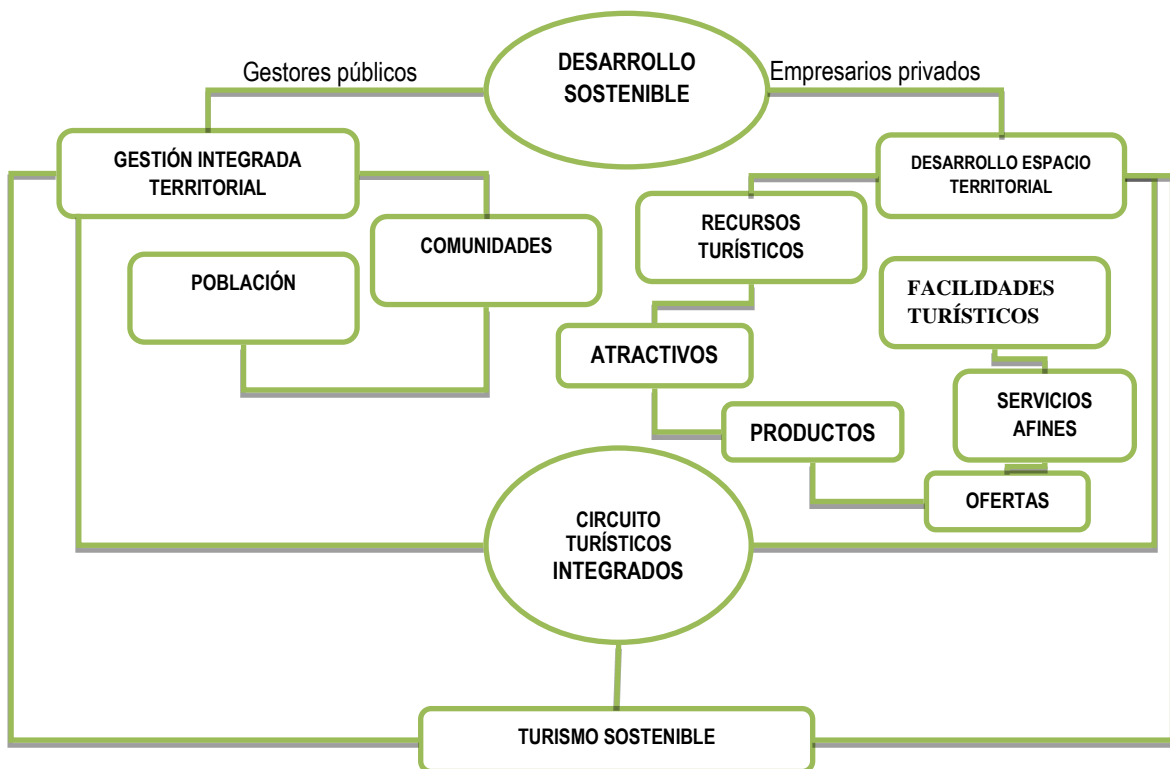 DESARROLLO
SOSTENIBLE
Gestores públicos
Empresarios privados
GESTIÓN INTEGRADA
TERRITORIAL
DESARROLLO ESPACIO
TERRITORIAL
COMUNIDADES
POBLACIÓN
RECURSOS
TURÍSTICOS
FACILIDADES
TURÍSTICOS
ATRACTIVOS
SERVICIOS
AFINES
PRODUCTOS
OFERTAS
CIRCUITO
TURÍSTICOS
INTEGRADOS
TURISMO SOSTENIBLE